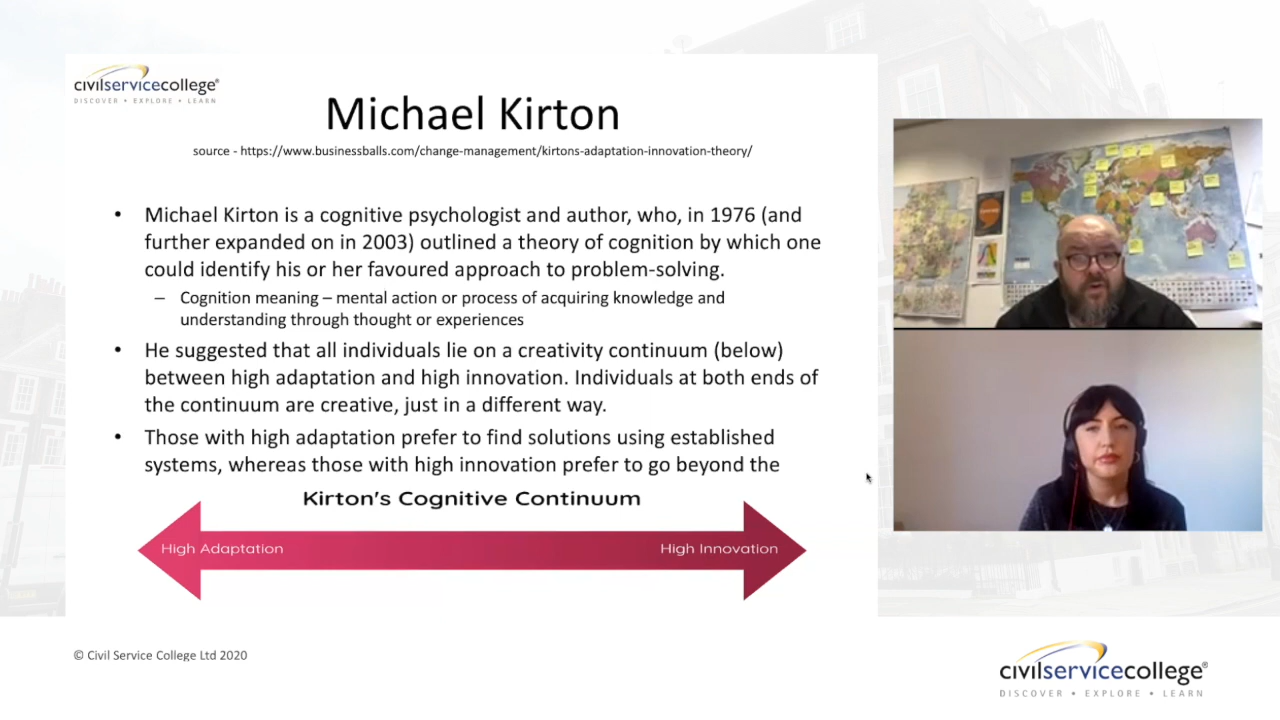 civilservicecollege®
DISCOVER • EXPLORE • LEARN
Michael Kirton
source - https://www.businessballs.com/change-management/kirtons-adaptation-innovation-theory/
• Michael Kirton is a cognitive psychologist and author, who, in 1976 (and
further expanded on in 2003) outlined a theory of cognition by which one
could identify his or her favoured approach to problem-solving.
– Cognition meaning – mental action or process of acquiring knowledge and
understanding through thought or experiences
• He suggested that all individuals lie on a creativity continuum (below)
between high adaptation and high innovation. Individuals at both ends of
the continuum are creative, just in a different way.
• Those with high adaptation prefer to find solutions using established
systems, whereas those with high innovation prefer to go beyond the
Kirton's Cognitive Continuum
High Adaptation
High Innovation
© Civil Service College Ltd 2020
civilservicecollege®
DISCOVER • EXPLORE • LEARN